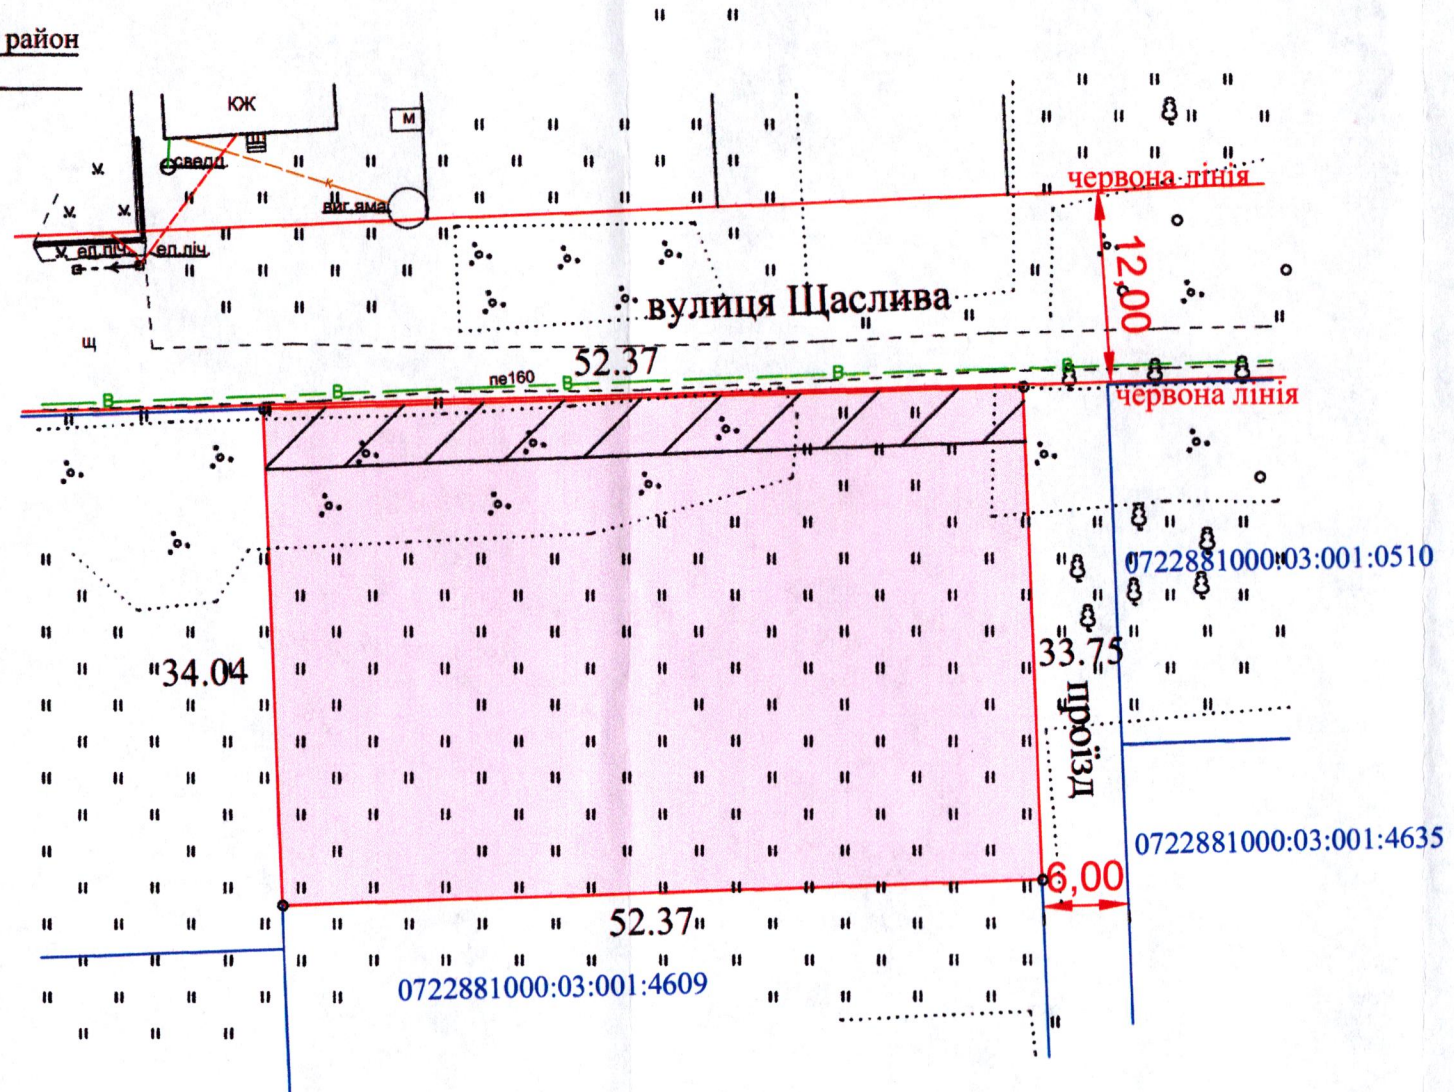 район
КЖ
м
сверд.
виг.яма
червона лінія
ел.ліч.
ел.ліч.
12,00
вулиця Щаслива
щ
52.37
пе160
В
В
В
В
В
червона лінія
0722881000:03:001:0510
34.04
33.75
проїзд
0722881000:03:001:4635
6,00
52.37
0722881000:03:001:4609